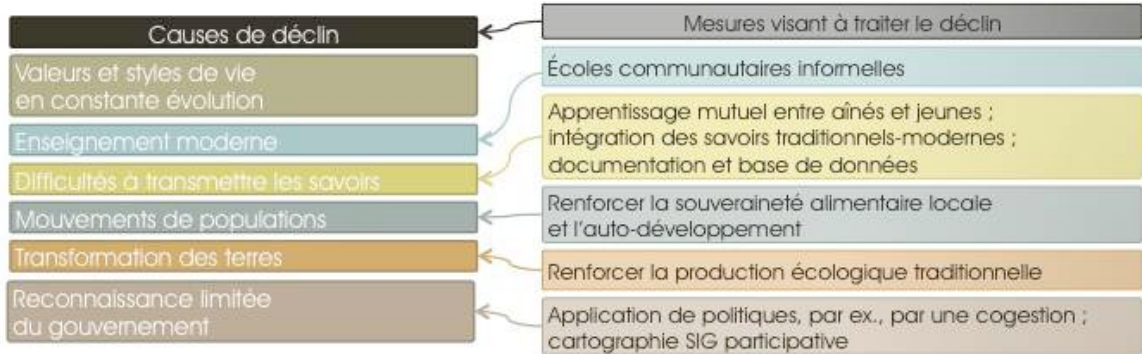 Causes de déclin
Valeurs et styles de vie
en constante évolution
Enseignement moderne
Difficultés à transmettre les savoirs
Mouvements de populations
Transformation des terres
Reconnaissance limitée
du gouvernement
Mesures visant à traiter le déclin
Écoles communautaires informelles
Apprentissage mutuel entre aînés et jeunes ;
intégration des savoirs traditionnels-modernes ;
documentation et base de données
Renforcer la souveraineté alimentaire locale
et l'auto-développement
Renforcer la production écologique traditionnelle
Application de politiques, par ex., par une cogestion ;
cartographie SIG participative